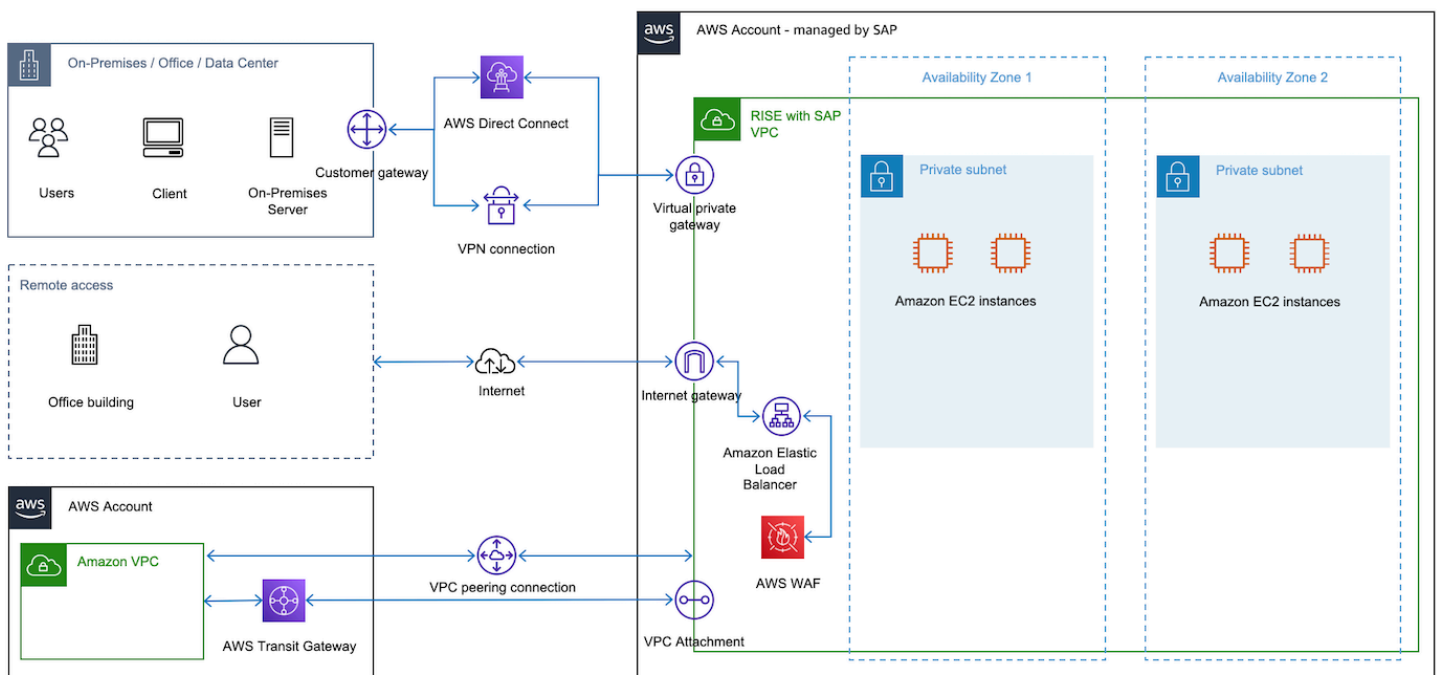 aws
AWS Account - managed by SAP
On-Premises / Office / Data Center
Users
Client
On-Premises
Server
Customer gateway
AWS Direct Connect
VPN connection
Availability Zone 1
Availability Zone 2
RISE with SAP
VPC
Virtual private
gateway
Private subnet
Amazon EC2 instances
Private subnet
Amazon EC2 instances
Remote access
Office building
User
Internet
Internet gateway
Amazon Elastic
Load
Balancer
AWS WAF
aws
AWS Account
Amazon VPC
AWS Transit Gateway
VPC peering connection
VPC Attachment